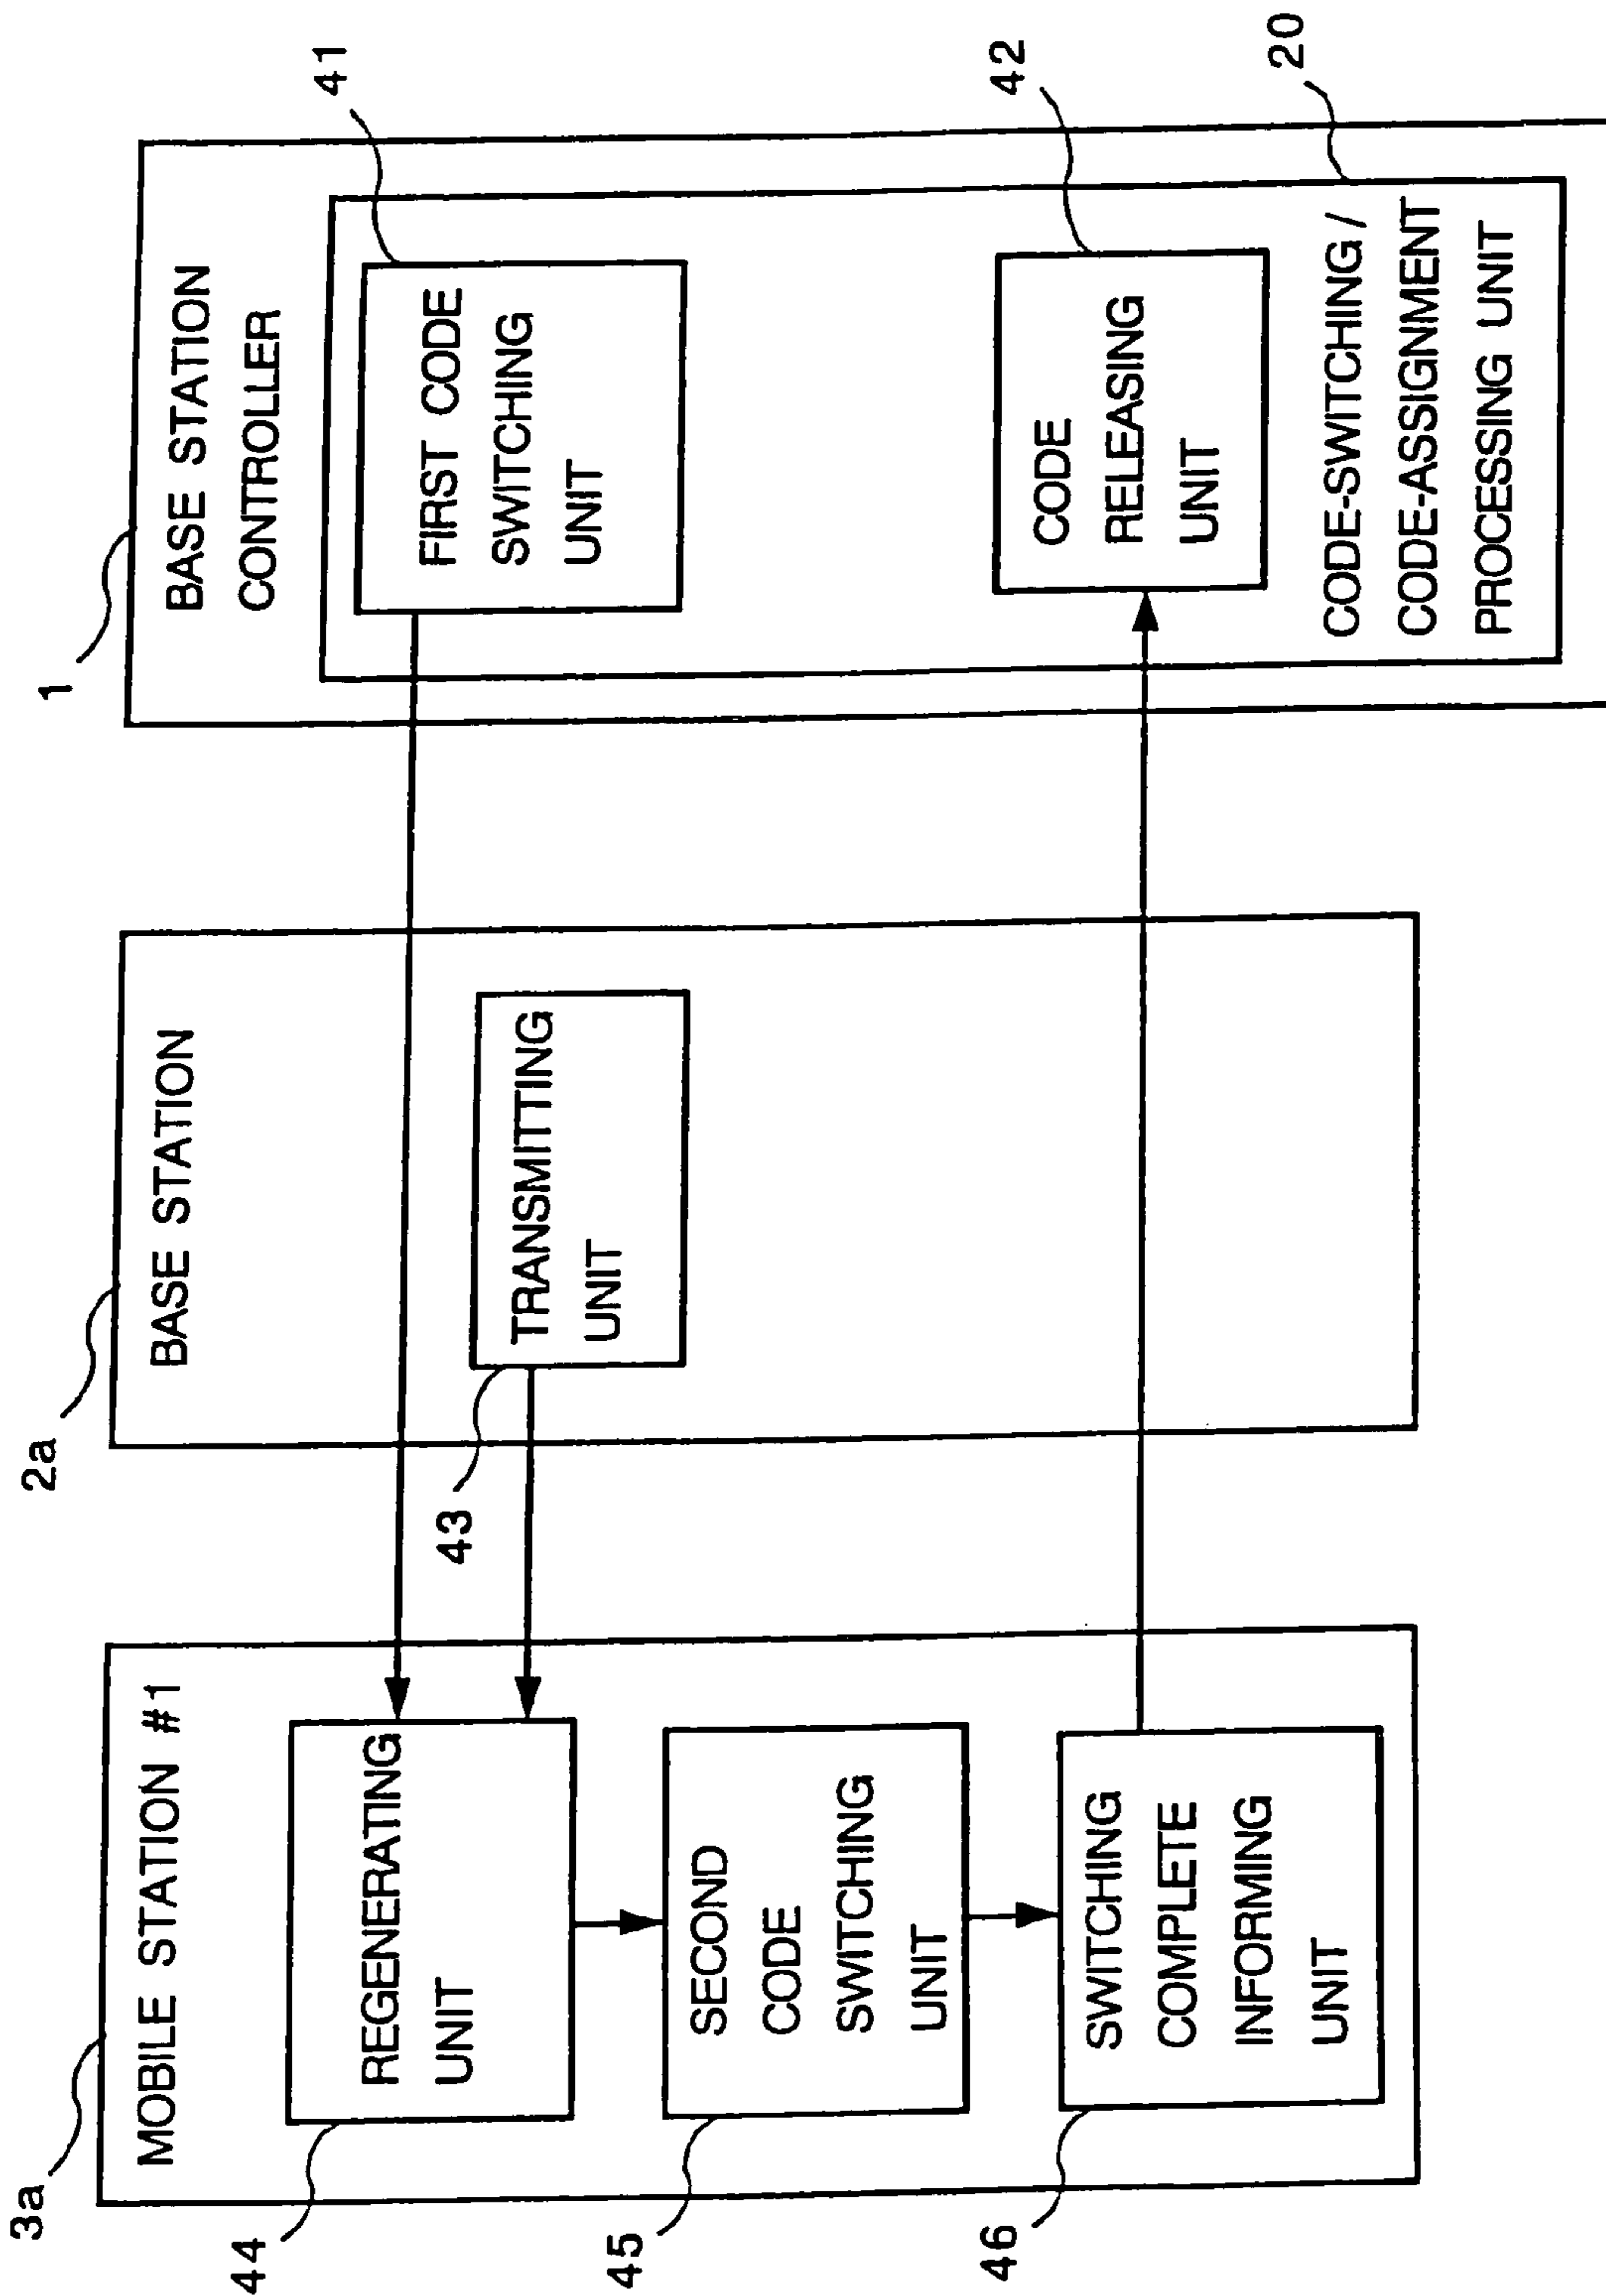 3a
MOBILE STATION #1
44
REGENERATING
UNIT
45
SECOND
CODE
SWITCHING
UNIT
46
SWITCHING
COMPLETE
INFORMING
UNIT
2a
BASE STATION
43
TRANSMITTING
UNIT
1
BASE STATION
CONTROLLER
41
FIRST CODE
SWITCHING
UNIT
42
CODE
RELEASING
UNIT
20
CODE-SWITCHING /
CODE-ASSIGNMENT
PROCESSING UNIT